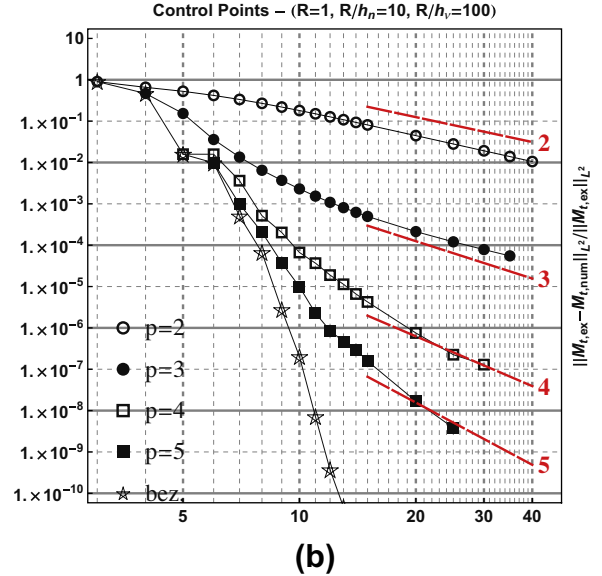 Control Points – (R=1, R/hₙ=10, R/hᵥ=100)
10
1
1.×10⁻¹
1.×10⁻²
1.×10⁻³
1.×10⁻⁴
1.×10⁻⁵
1.×10⁻⁶
1.×10⁻⁷
1.×10⁻⁸
1.×10⁻⁹
1.×10⁻¹⁰
p=2
p=3
p=4
p=5
bez
2
3
4
5
5
10
20
30
40
||M_{t,ex}−M_{t,num}||_{L²}/||M_{t,ex}||_{L²}
(b)